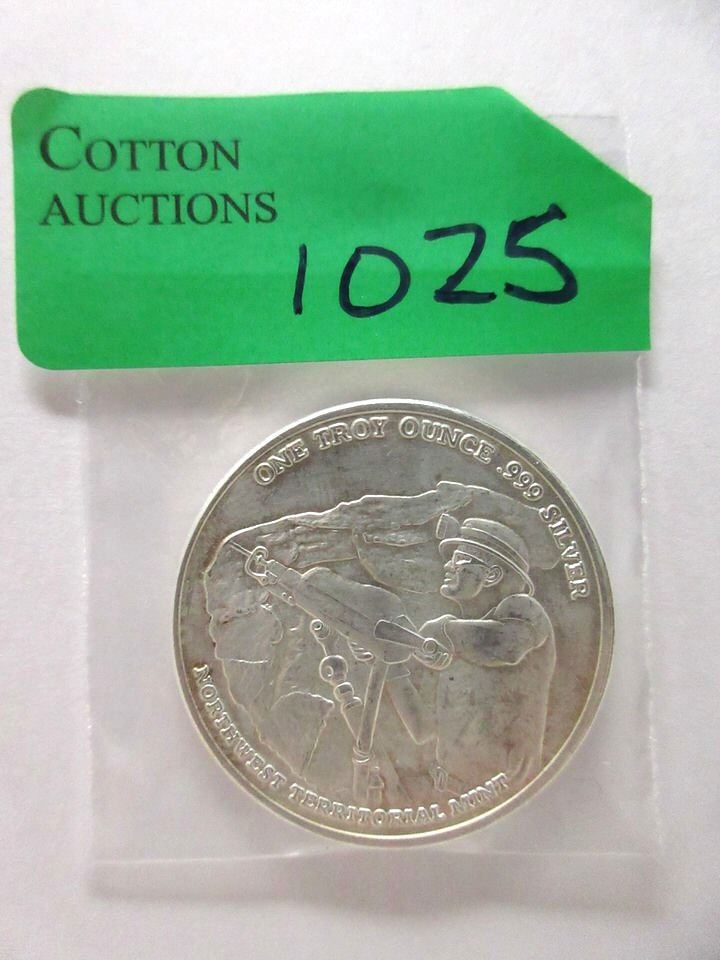 COTTON
AUCTIONS
1025
ONE TROY OUNCE .999 SILVER
NORTHWEST TERRITORIAL MINT